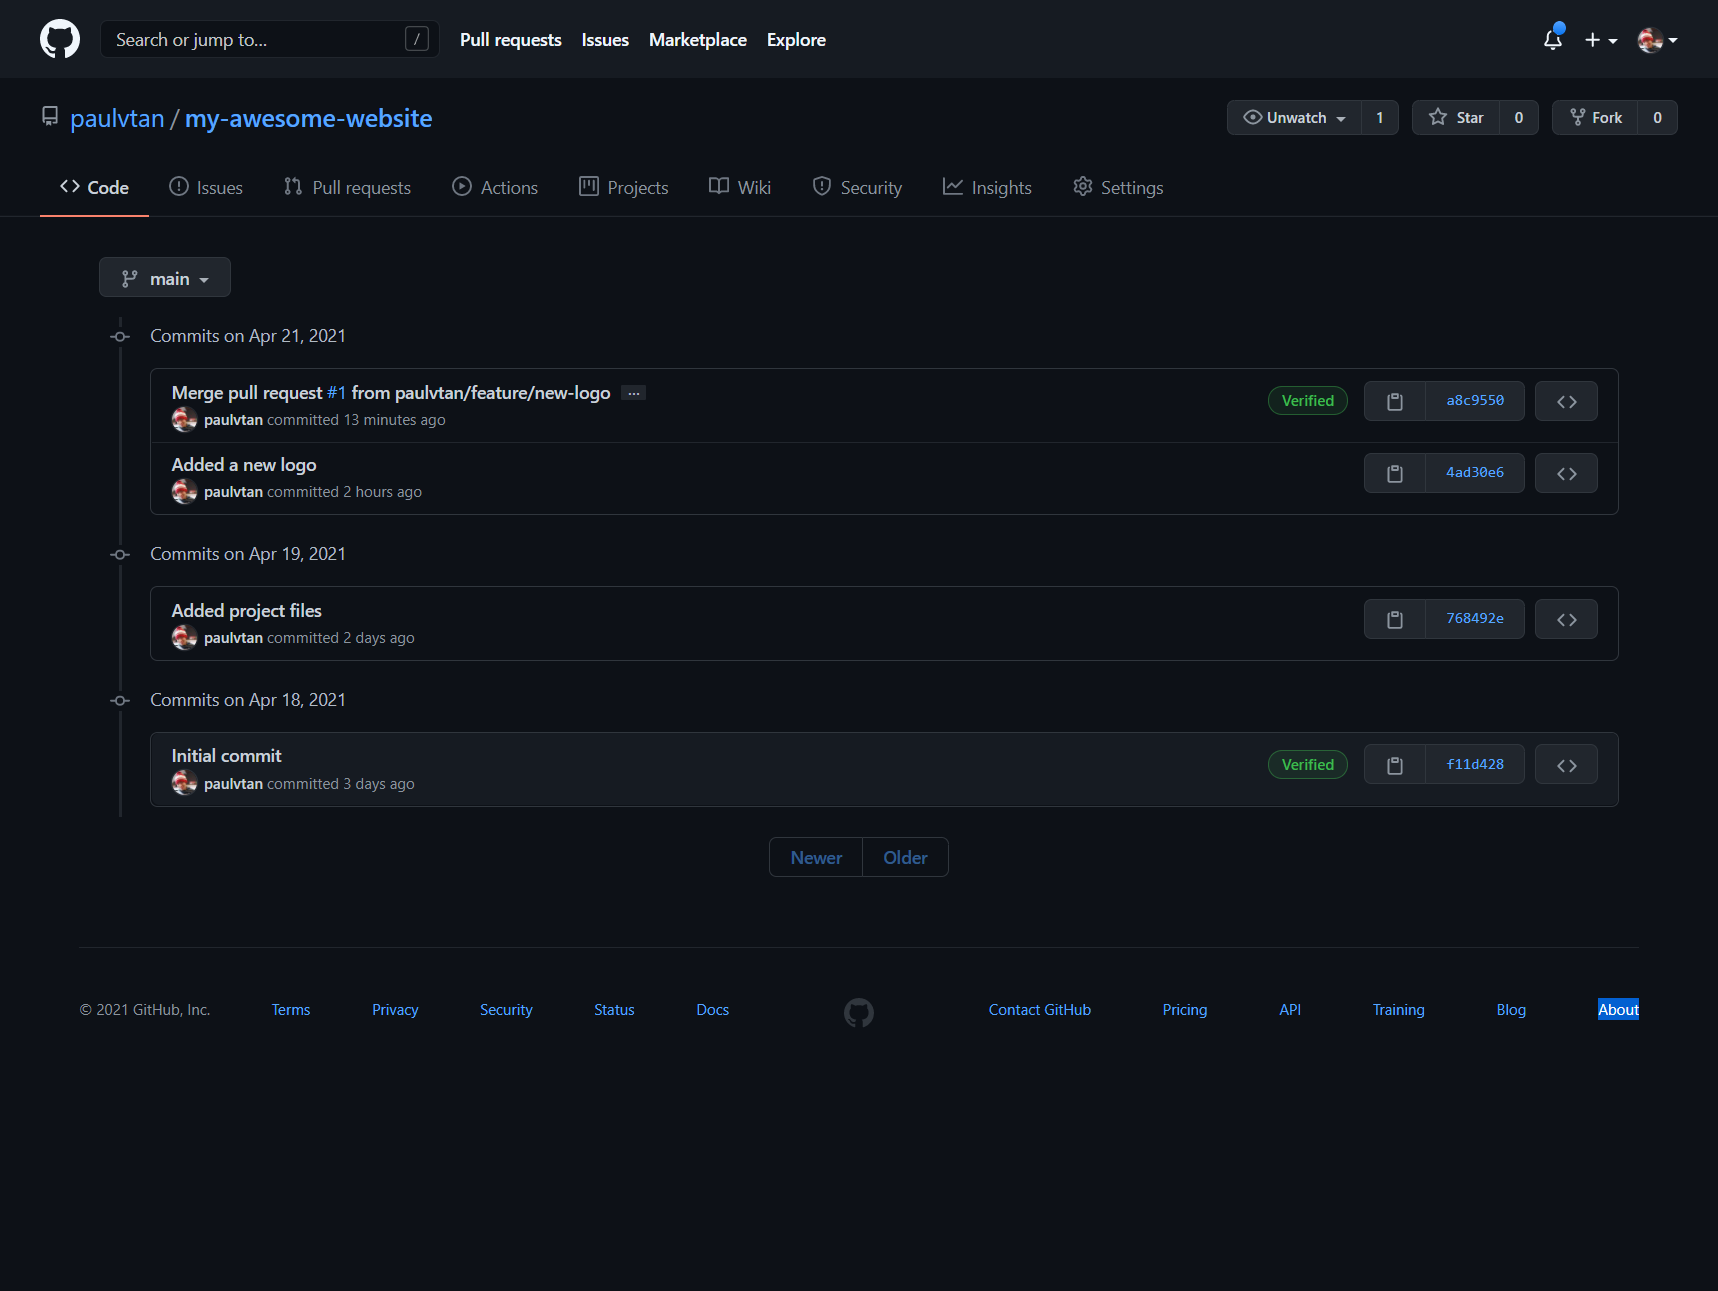 Search or jump to... / Pull requests Issues Marketplace Explore
paulvtan / my-awesome-website Unwatch 1 Star 0 Fork 0
Code Issues Pull requests Actions Projects Wiki Security Insights Settings
main
Commits on Apr 21, 2021
Merge pull request #1 from paulvtan/feature/new-logo ... Verified a8c9550
paulvtan committed 13 minutes ago
Added a new logo 4ad30e6
paulvtan committed 2 hours ago
Commits on Apr 19, 2021
Added project files 768492e
paulvtan committed 2 days ago
Commits on Apr 18, 2021
Initial commit Verified f11d428
paulvtan committed 3 days ago
Newer Older
© 2021 GitHub, Inc. Terms Privacy Security Status Docs Contact GitHub Pricing API Training Blog About